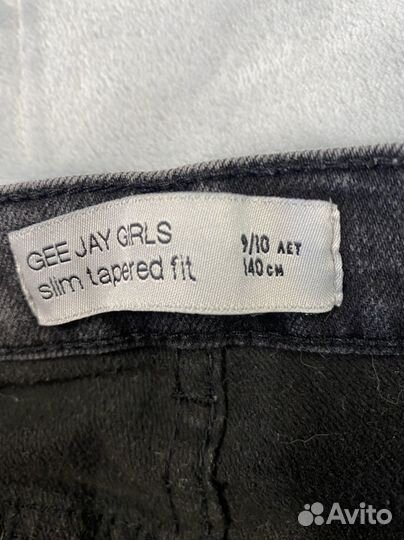 GEE JAY GIRLS
slim tapered fit
9/10 ЛЕТ
140 см
Avito